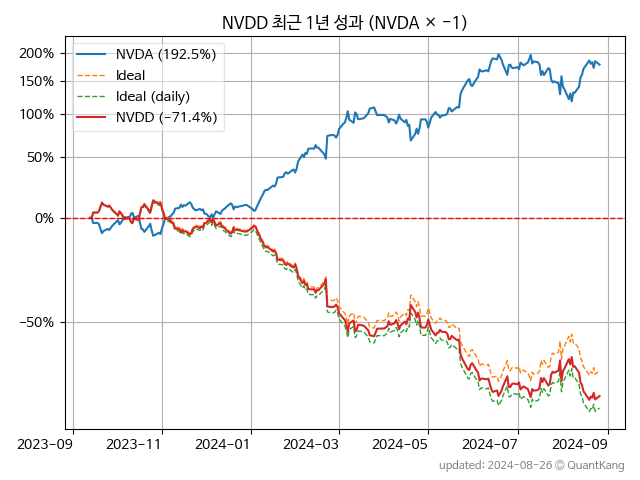 NVDD 최근 1년 성과 (NVDA × −1)
NVDA (192.5%)
Ideal
Ideal (daily)
NVDD (−71.4%)
200%
150%
100%
50%
0%
−50%
2023−09
2023−11
2024−01
2024−03
2024−05
2024−07
2024−09
updated: 2024−08−26 © QuantKang